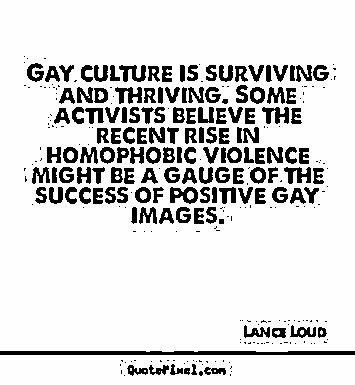 GAY CULTURE IS SURVIVING
AND THRIVING. SOME
ACTIVISTS BELIEVE THE
RECENT RISE IN
HOMOPHOBIC VIOLENCE
MIGHT BE A GAUGE OF THE
SUCCESS OF POSITIVE GAY
IMAGES.
LANCE LOUD
QuotePixel.com